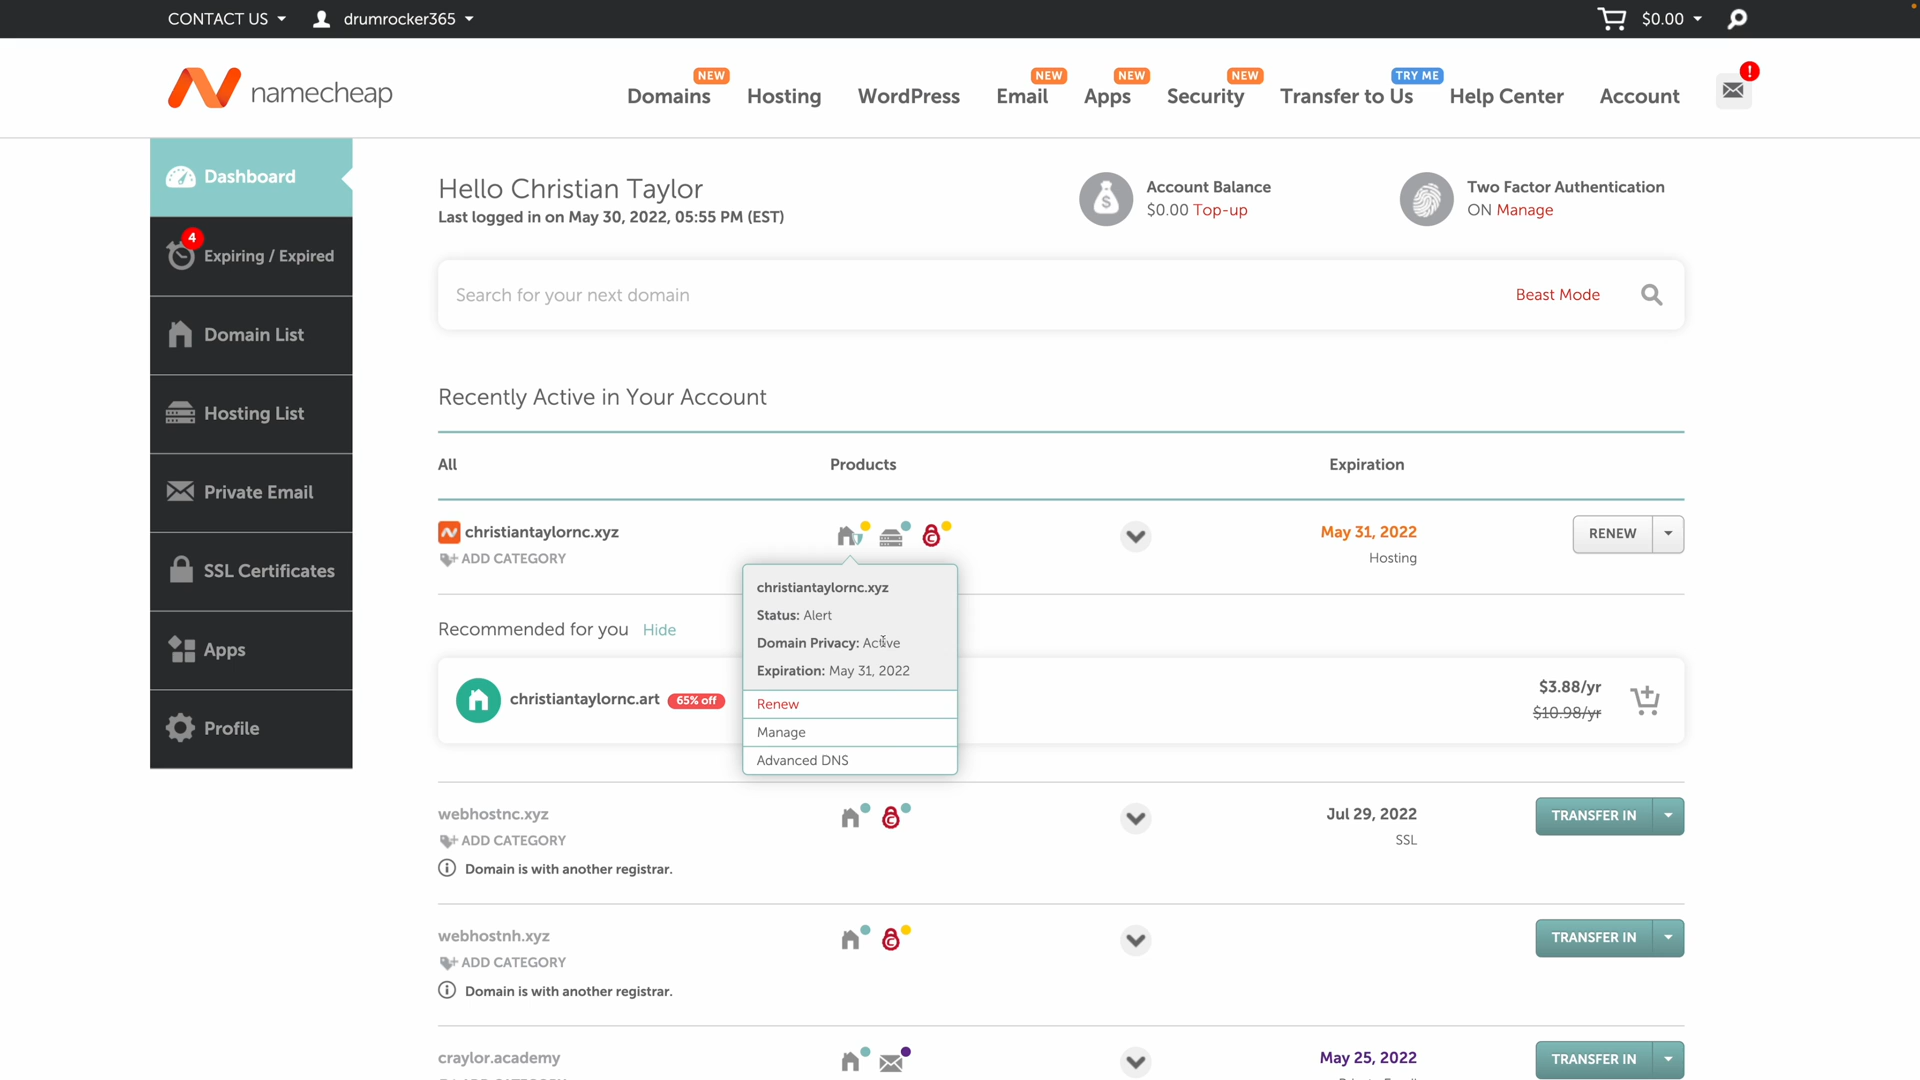 CONTACT US
drumrocker365
$0.00
namecheap
NEW
Domains
Hosting
WordPress
NEW
Email
NEW
Apps
NEW
Security
TRY ME
Transfer to Us
Help Center
Account
!
Dashboard
4
Expiring / Expired
Domain List
Hosting List
Private Email
SSL Certificates
Apps
Profile
Hello Christian Taylor
Last logged in on May 30, 2022, 05:55 PM (EST)
Account Balance
$0.00 Top-up
Two Factor Authentication
ON Manage
Search for your next domain
Beast Mode
Recently Active in Your Account
All
Products
Expiration
christiantaylornc.xyz
ADD CATEGORY
May 31, 2022
Hosting
RENEW
christiantaylornc.xyz
Status: Alert
Domain Privacy: Active
Expiration: May 31, 2022
Renew
Manage
Advanced DNS
Recommended for you Hide
christiantaylornc.art 65% off
$3.88/yr
$10.98/yr
webhostnc.xyz
ADD CATEGORY
Domain is with another registrar.
Jul 29, 2022
SSL
TRANSFER IN
webhostnh.xyz
ADD CATEGORY
Domain is with another registrar.
TRANSFER IN
craylor.academy
May 25, 2022
TRANSFER IN